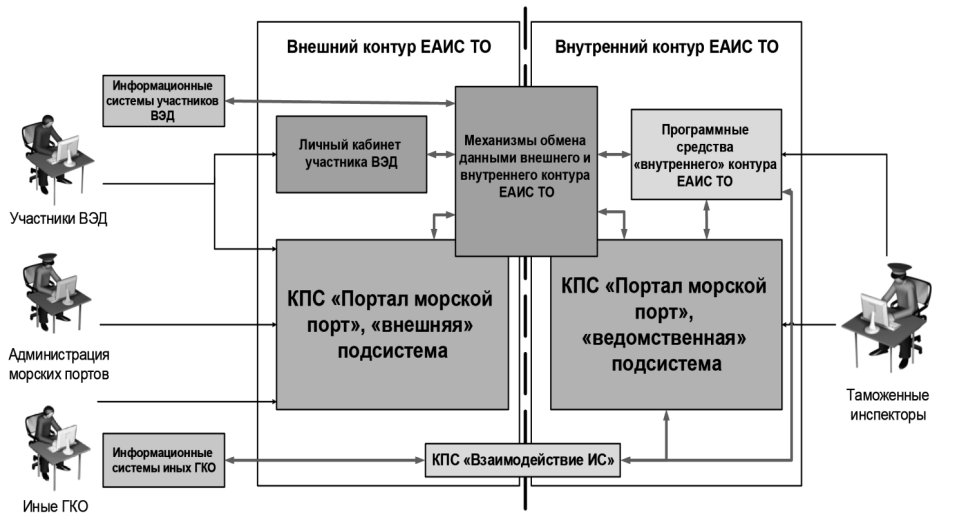 Внешний контур ЕАИС ТО
Внутренний контур ЕАИС ТО
Информационные
системы участников
ВЭД
Личный кабинет
участника ВЭД
Механизмы обмена
данными внешнего и
внутреннего контура
ЕАИС ТО
Программные
средства
«внутреннего» контура
ЕАИС ТО
Участники ВЭД
КПС «Портал морской
порт», «внешняя»
подсистема
КПС «Портал морской
порт»,
«ведомственная»
подсистема
Администрация
морских портов
Таможенные
инспекторы
Информационные
системы иных ГКО
КПС «Взаимодействие ИС»
Иные ГКО